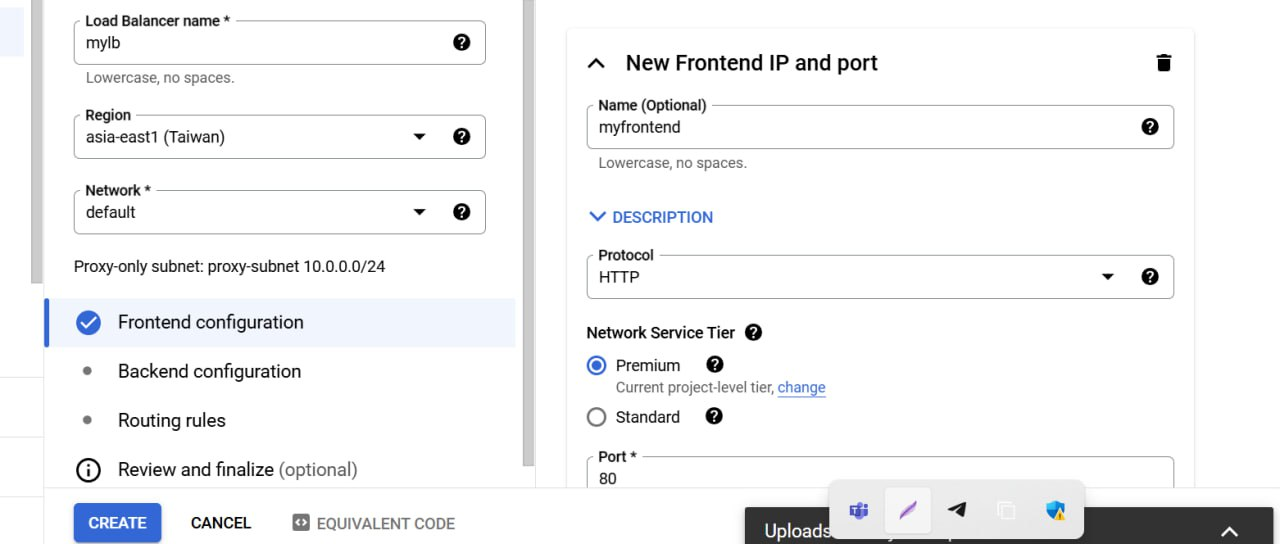 Load Balancer name *
mylb
Lowercase, no spaces.
Region
asia-east1 (Taiwan)
Network *
default
Proxy-only subnet: proxy-subnet 10.0.0.0/24
Frontend configuration
Backend configuration
Routing rules
Review and finalize (optional)
CREATE
CANCEL
EQUIVALENT CODE
New Frontend IP and port
Name (Optional)
myfrontend
Lowercase, no spaces.
DESCRIPTION
Protocol
HTTP
Network Service Tier
Premium
Current project-level tier, change
Standard
Port *
80
Uploads